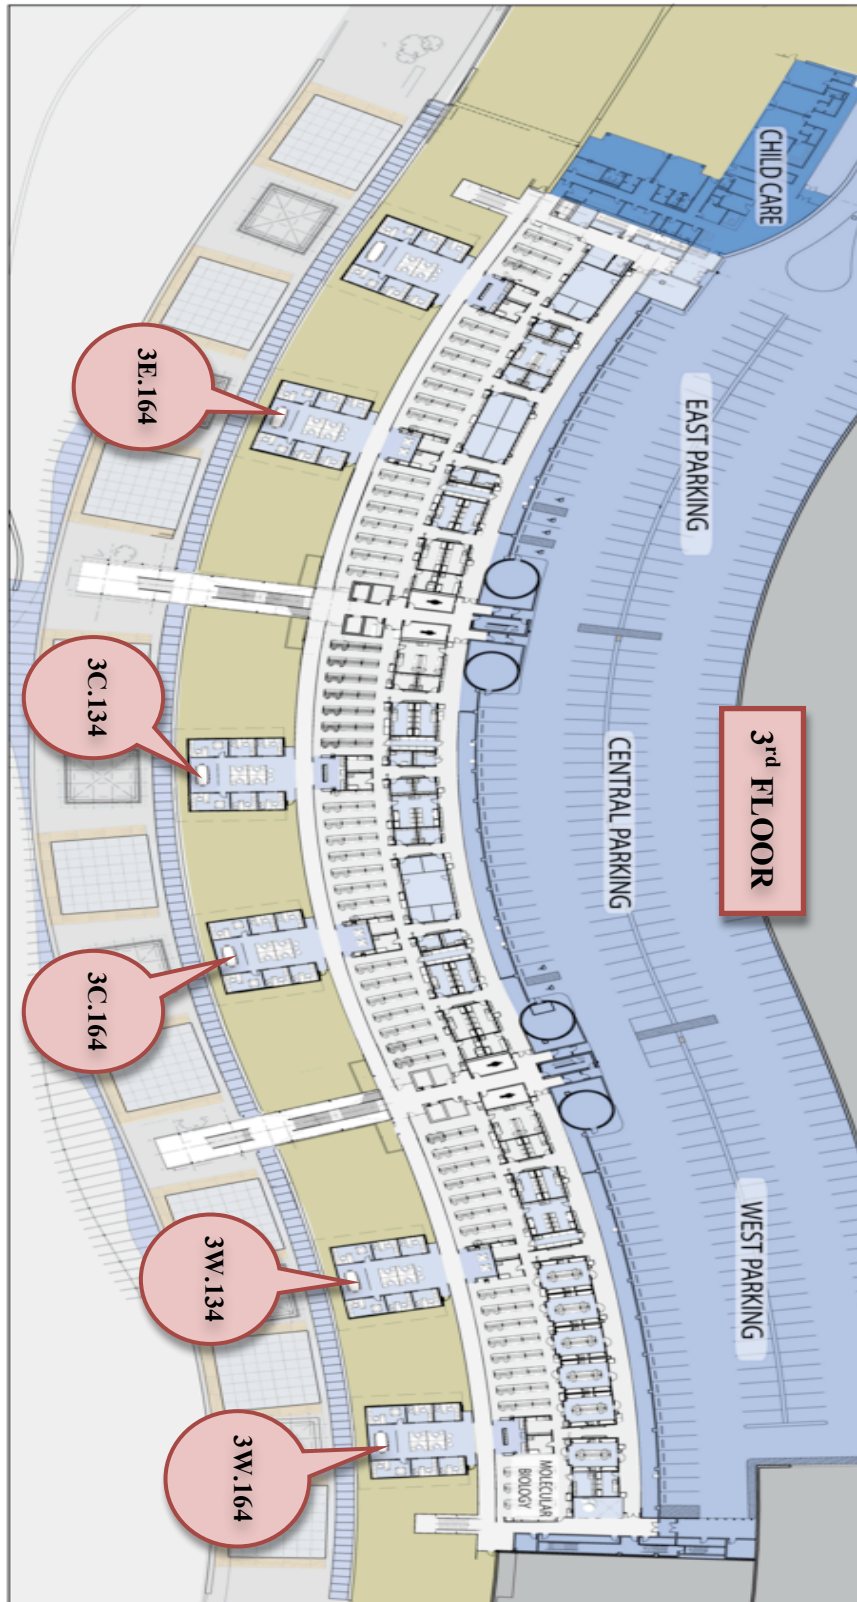 CHILD CARE
EAST PARKING
3E.164
3rd FLOOR
CENTRAL PARKING
3C.134
3C.164
WEST PARKING
3W.134
3W.164
MOLECULAR
BIOLOGY